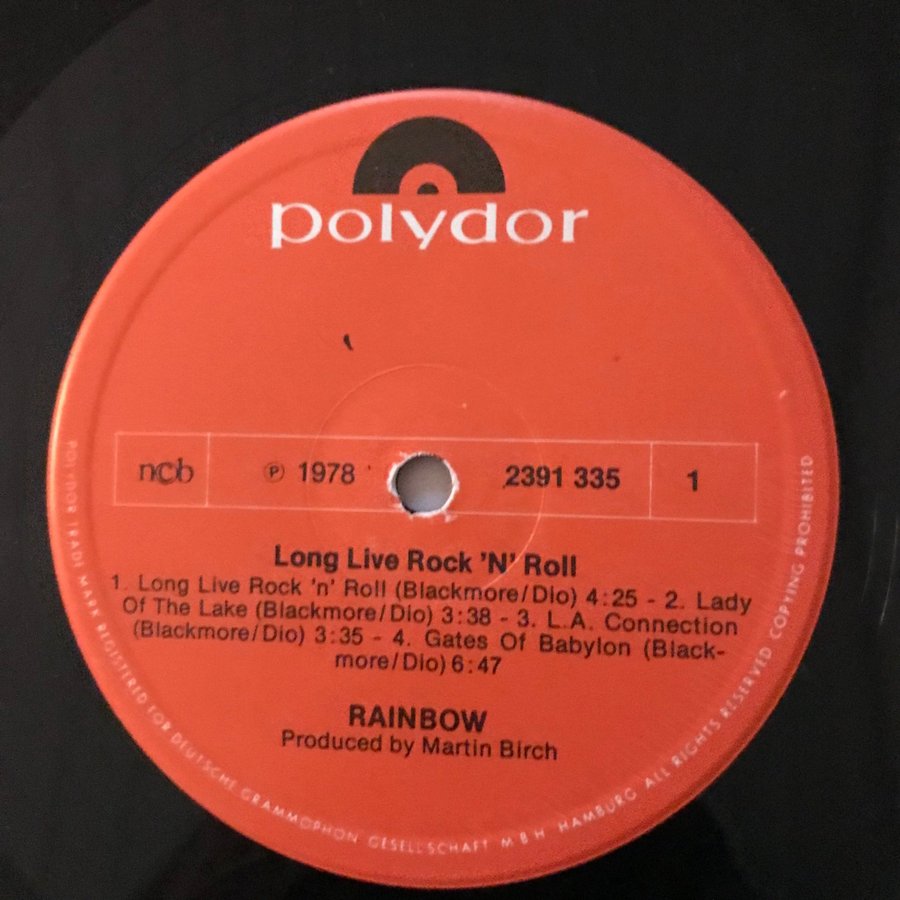 polydor
ncb ℗ 1978 2391 335 1
Long Live Rock 'N' Roll
1. Long Live Rock 'n' Roll (Blackmore/Dio) 4:25 - 2. Lady
Of The Lake (Blackmore/Dio) 3:38 - 3. L.A. Connection
(Blackmore/Dio) 3:35 - 4. Gates Of Babylon (Black-
more/Dio) 6:47
RAINBOW
Produced by Martin Birch
POLYDOR TRADE MARK REGISTERED FOR DEUTSCHE GRAMMOPHON GESELLSCHAFT M B H HAMBURG ALL RIGHTS RESERVED COPYING PROHIBITED